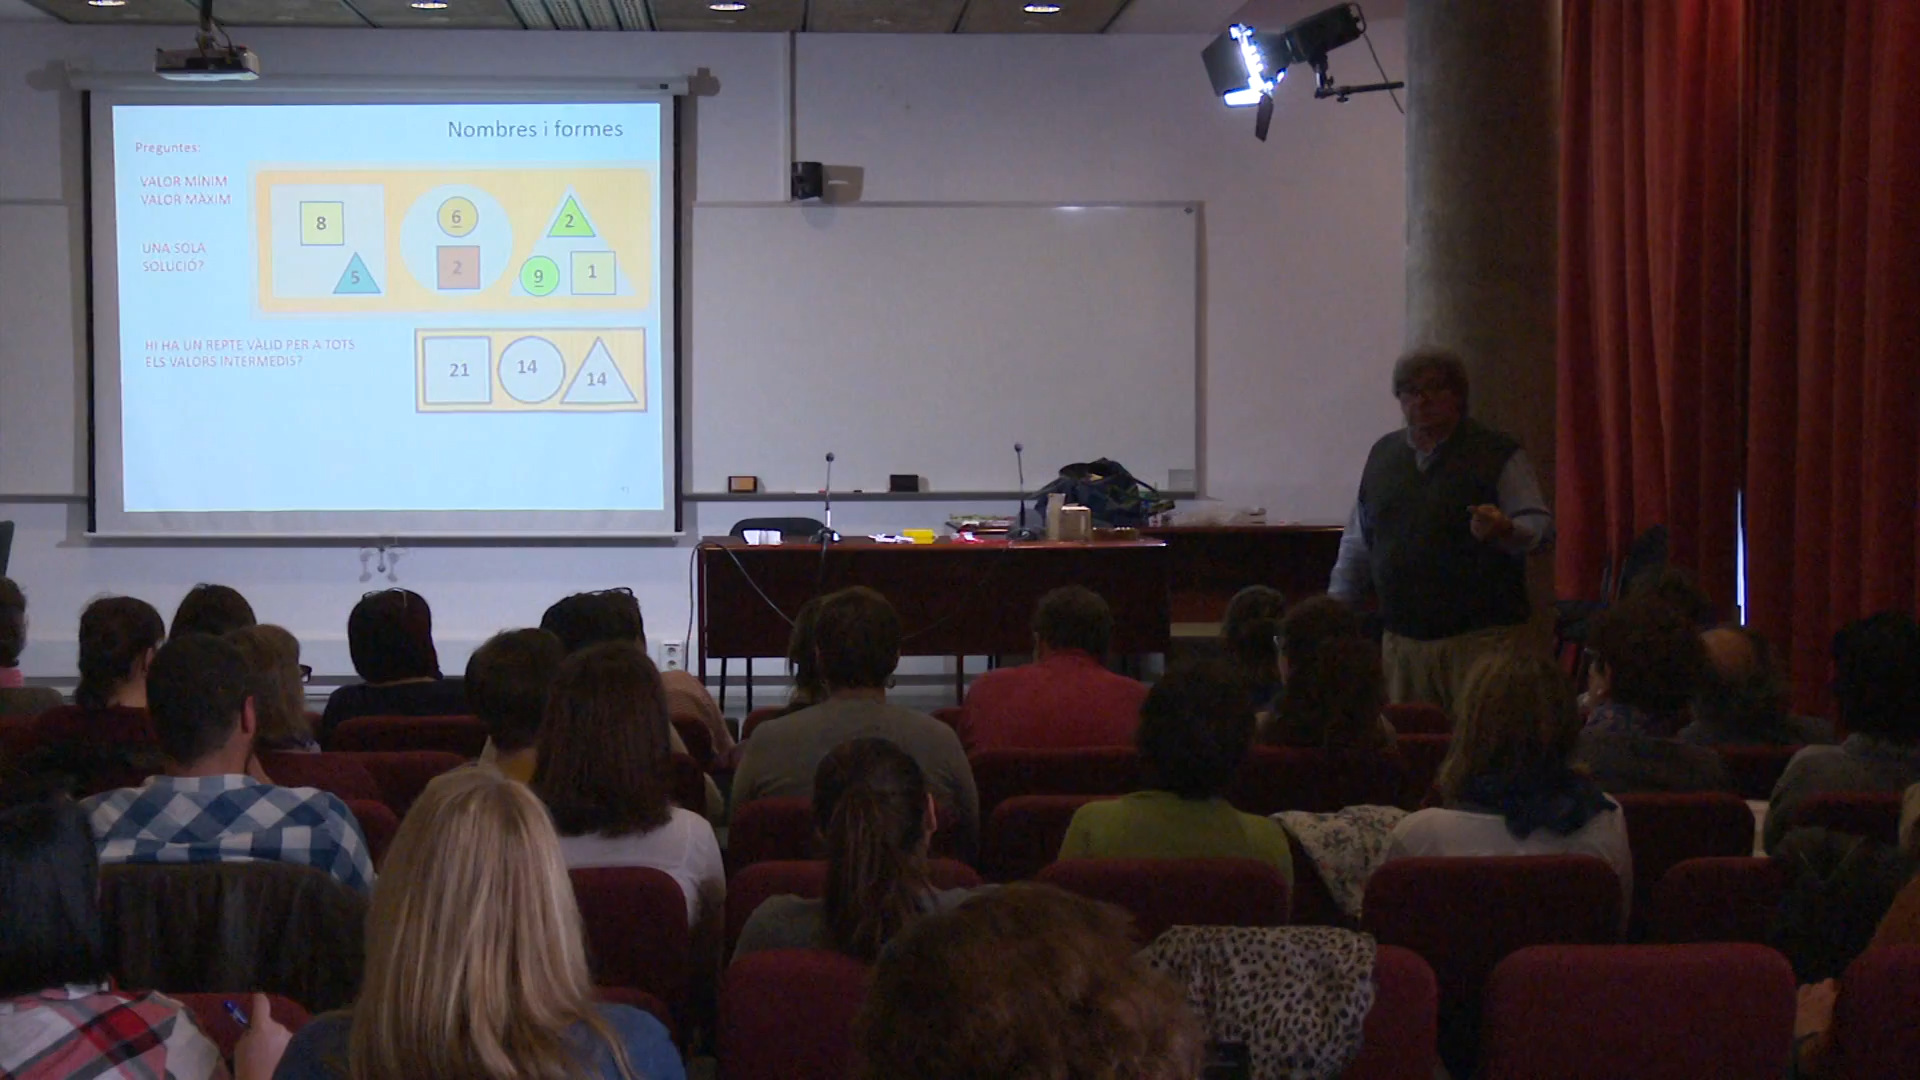 Nombres i formes
Preguntes:
VALOR MÍNIM
VALOR MÀXIM
UNA SOLA
SOLUCIÓ?
8
5
6
2
2
9
1
HI HA UN REPTE VÀLID PER A TOTS
ELS VALORS INTERMEDIS?
21
14
14